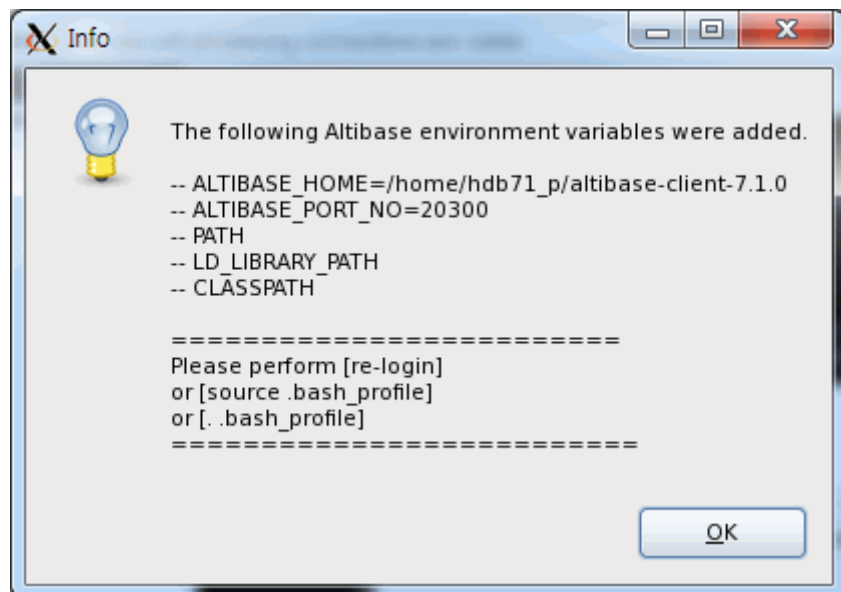 Info
The following Altibase environment variables were added.
-- ALTIBASE_HOME=/home/hdb71_p/altibase-client-7.1.0
-- ALTIBASE_PORT_NO=20300
-- PATH
-- LD_LIBRARY_PATH
-- CLASSPATH
=========================
Please perform [re-login]
or [source .bash_profile]
or [. .bash_profile]
==========================
OK